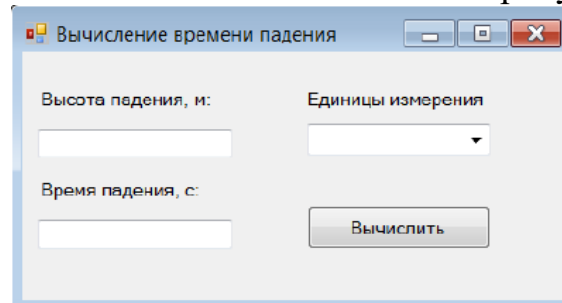 Вычисление времени падения
Высота падения, м:
Единицы измерения
Время падения, с:
Вычислить